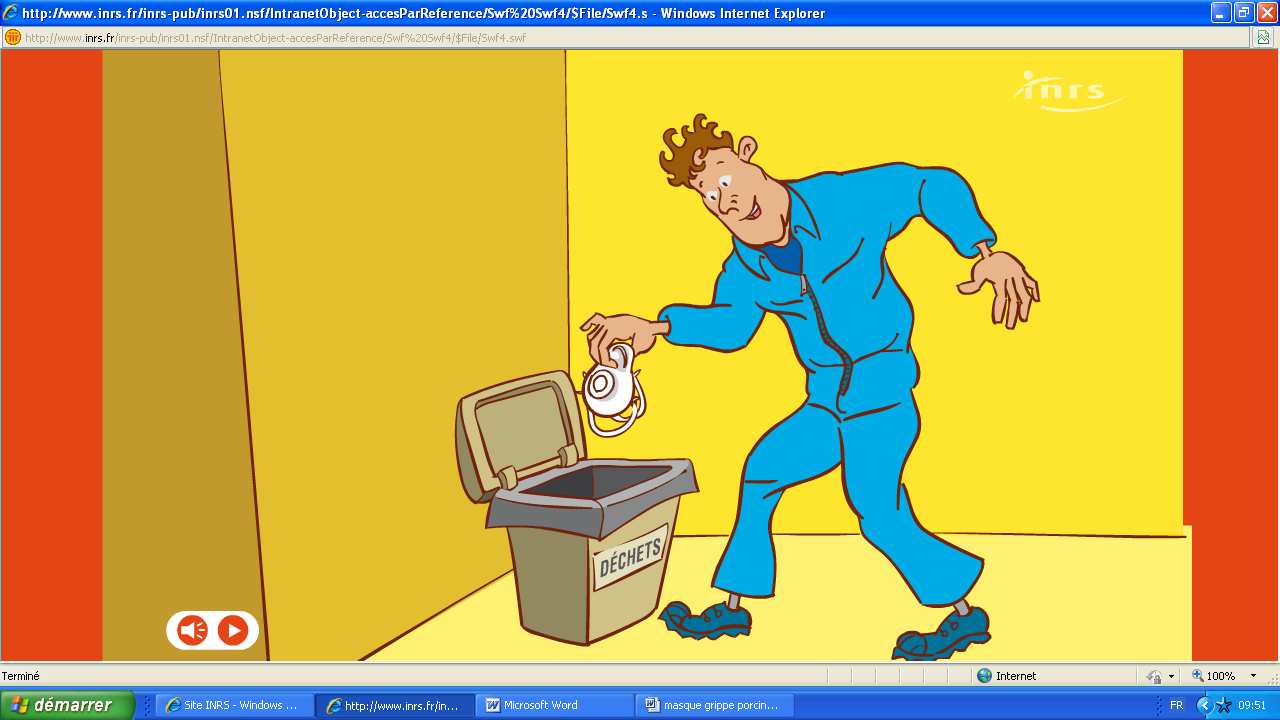 http://www.inrs.fr/inrs-pub/inrs01.nsf/IntranetObject-accesParReference/Swf%20Swf4/$File/Swf4.s - Windows Internet Explorer
http://www.inrs.fr/inrs-pub/inrs01.nsf/IntranetObject-accesParReference/Swf%20Swf4/$File/Swf4.swf
inrs
DÉCHETS
Terminé
Internet
100%
démarrer
Site INRS - Windows ...
http://www.inrs.fr/in...
Microsoft Word
masque grippe porcin...
FR
09:51